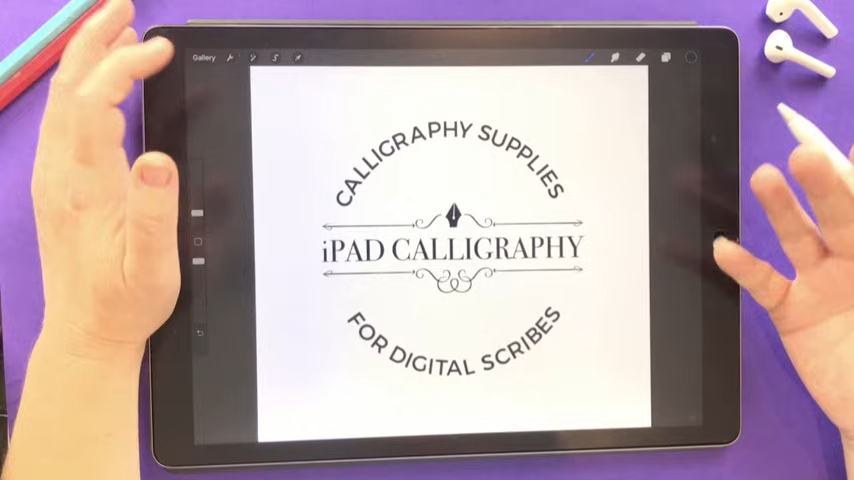 Gallery
CALLIGRAPHY SUPPLIES
iPAD CALLIGRAPHY
FOR DIGITAL SCRIBES